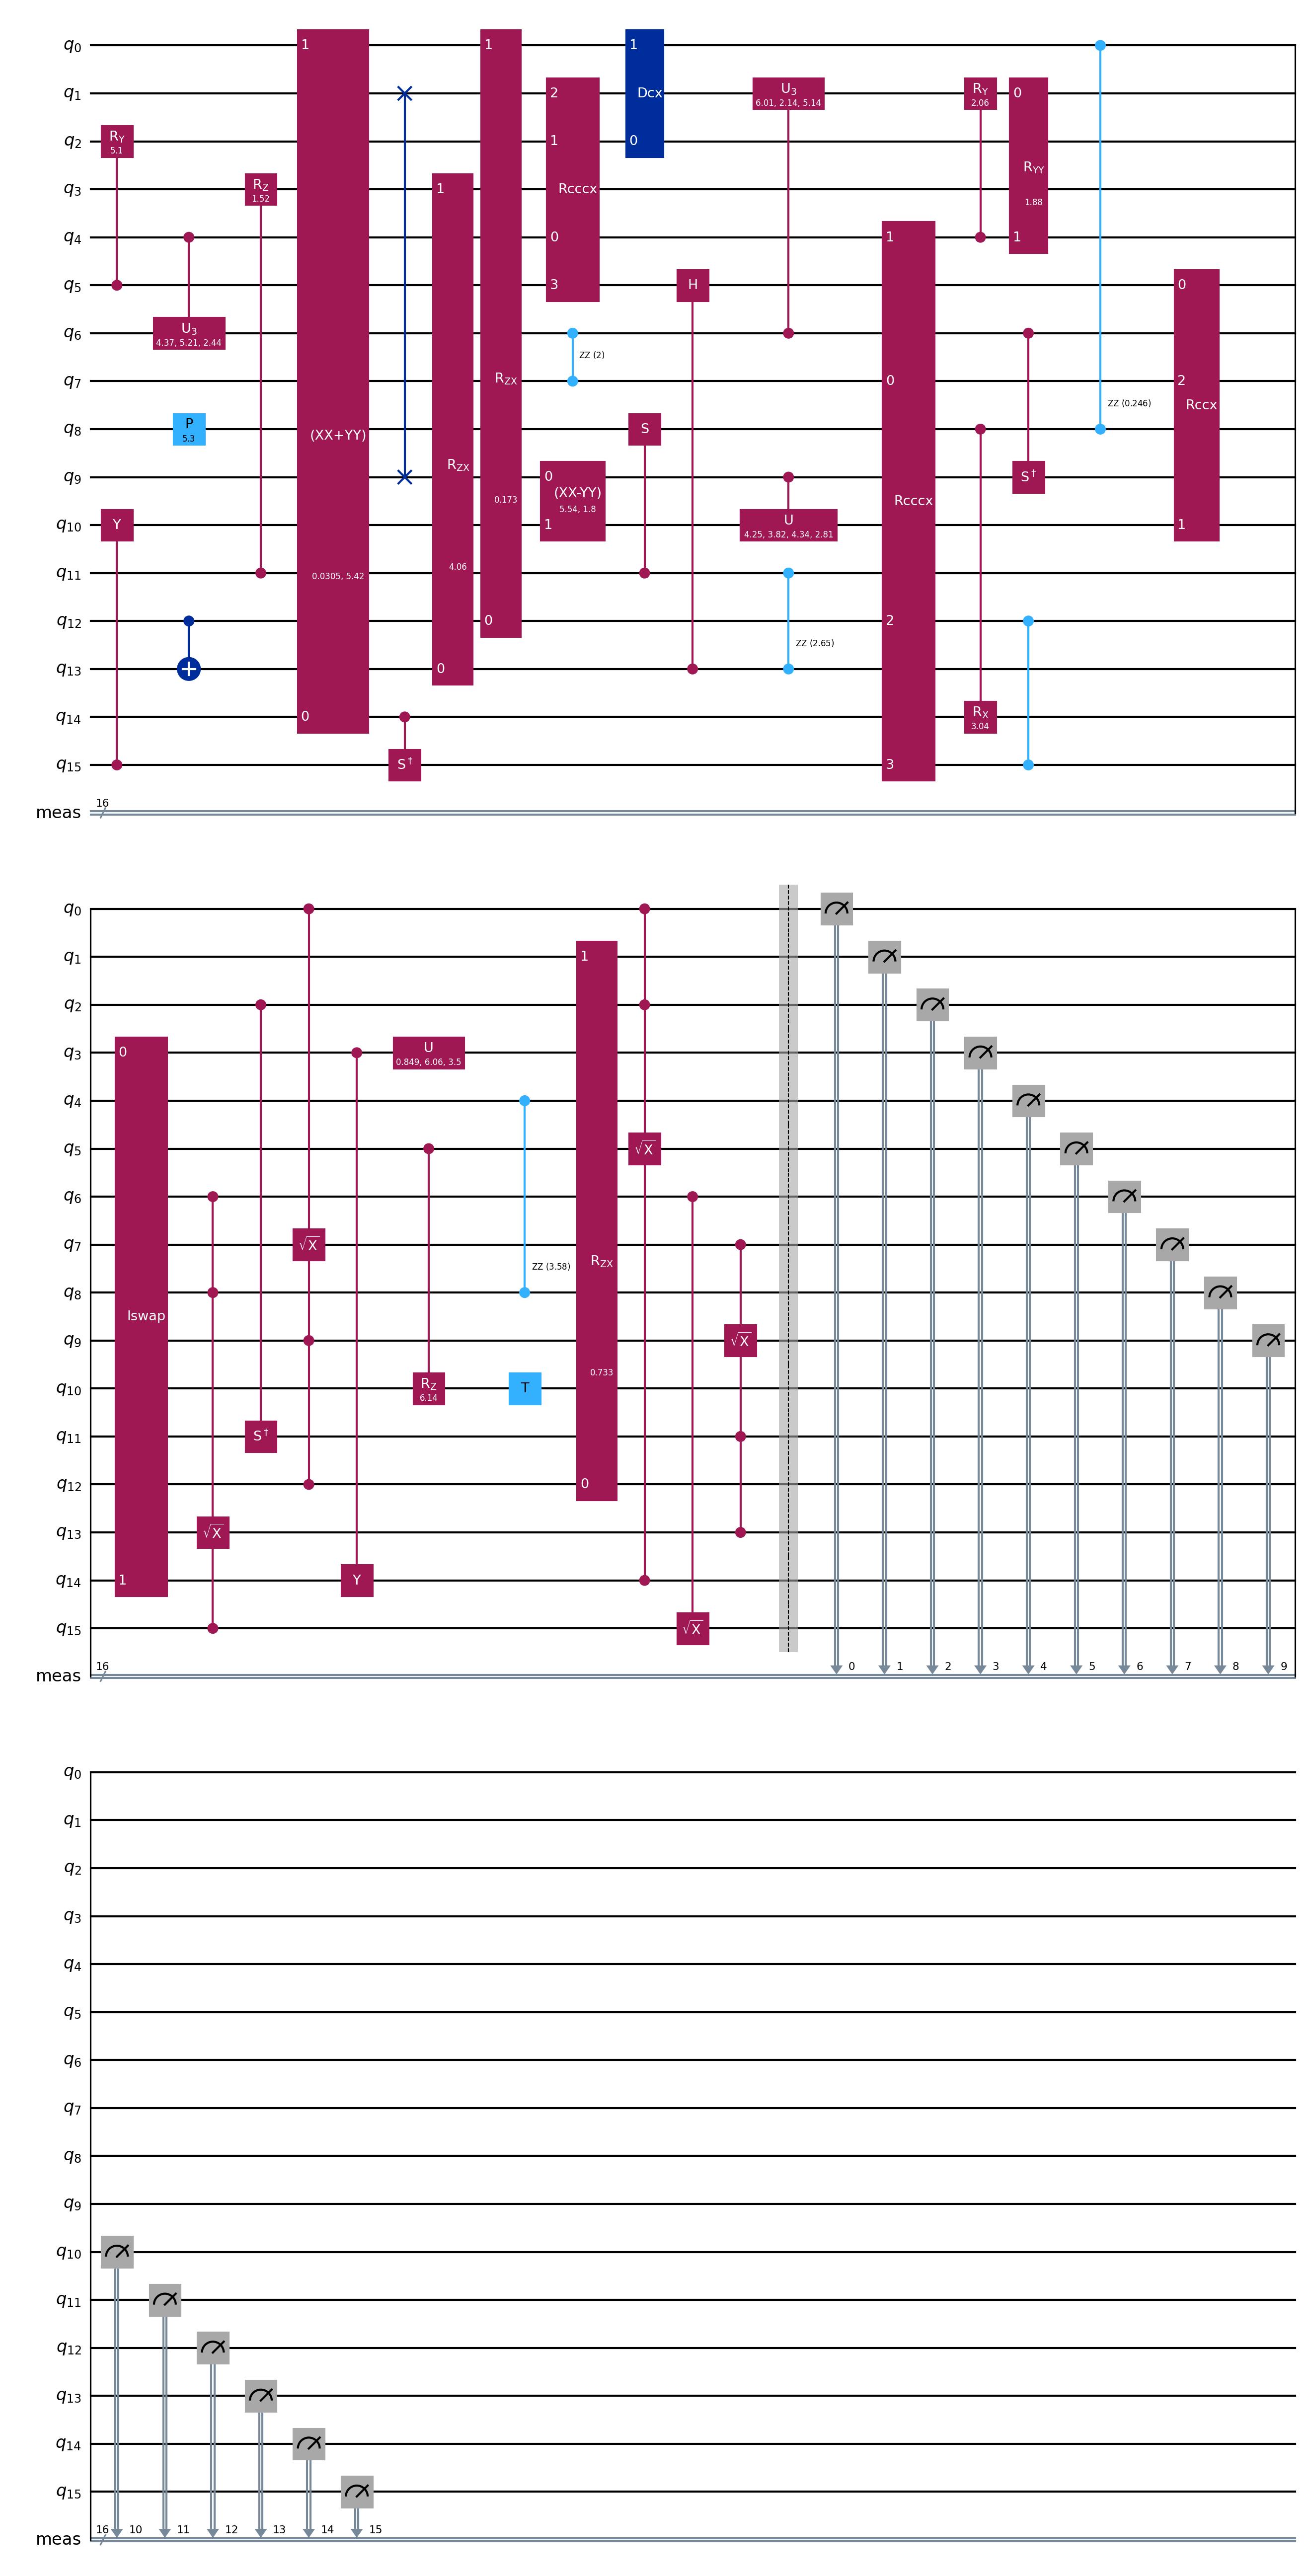 q0
1
1
1
q1
2
Dcx
U3
6.01, 2.14, 5.14
RY
2.06
0
q2
RY
5.1
1
0
q3
RZ
1.52
1
Rcccx
RYY
1.88
q4
0
1
1
q5
3
H
0
q6
U3
4.37, 5.21, 2.44
ZZ (2)
q7
RZX
0
2
q8
P
5.3
(XX+YY)
S
ZZ (0.246)
Rccx
q9
RZX
0.173
0
(XX-YY)
5.54, 1.8
S†
Rcccx
q10
Y
1
U
4.25, 3.82, 4.34, 2.81
1
q11
0.0305, 5.42
4.06
q12
0
2
ZZ (2.65)
q13
0
q14
0
RX
3.04
q15
S†
3
meas
16
q0
q1
1
q2
q3
0
U
0.849, 6.06, 3.5
q4
q5
√X
q6
q7
√X
RZX
q8
Iswap
ZZ (3.58)
q9
√X
q10
RZ
6.14
T
0.733
q11
S†
q12
0
q13
√X
q14
1
Y
q15
√X
meas
16
0 1 2 3 4 5 6 7 8 9
q0
q1
q2
q3
q4
q5
q6
q7
q8
q9
q10
q11
q12
q13
q14
q15
meas
16 10 11 12 13 14 15